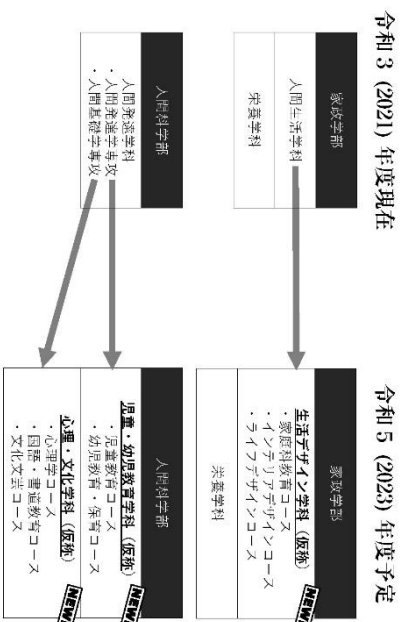 令和 3 (2021) 年度現在
家政学部
人間生活学科
栄養学科
人間科学部
人間発達学科
・人間発達学専攻
・人間基礎学専攻
令和 5 (2023) 年度予定
家政学部
生活デザイン学科（仮称）
・家庭科教育コース
・インテリアデザインコース
・ライフデザインコース
NEW!
栄養学科
人間科学部
児童・幼児教育学科（仮称）
・児童教育コース
・幼児教育・保育コース
NEW!
心理・文化学科（仮称）
・心理学コース
・国語・書道教育コース
・文化文芸コース
NEW!